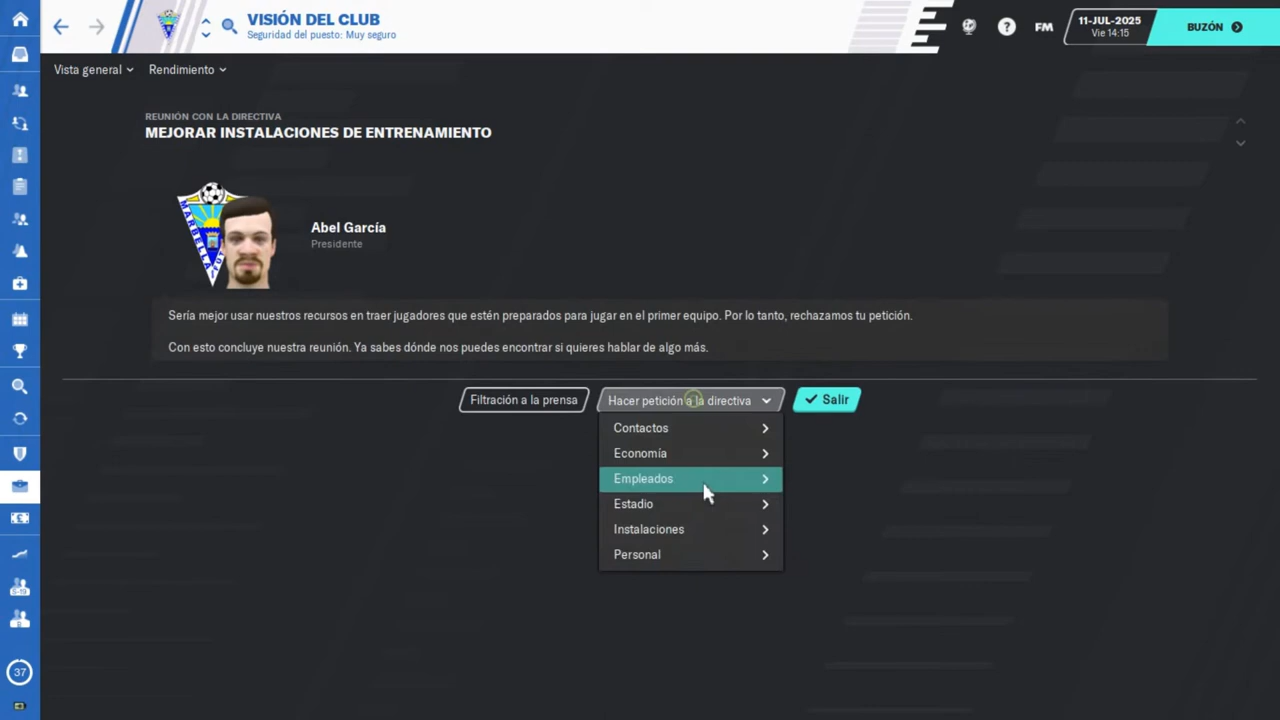 VISIÓN DEL CLUB
Seguridad del puesto: Muy seguro
FM
11-JUL-2025
Vie 14:15
BUZÓN
Vista general
Rendimiento
REUNIÓN CON LA DIRECTIVA
MEJORAR INSTALACIONES DE ENTRENAMIENTO
MARBELLA
Abel García
Presidente
Sería mejor usar nuestros recursos en traer jugadores que estén preparados para jugar en el primer equipo. Por lo tanto, rechazamos tu petición.
Con esto concluye nuestra reunión. Ya sabes dónde nos puedes encontrar si quieres hablar de algo más.
Filtración a la prensa
Hacer petición a la directiva
Salir
Contactos
Economía
Empleados
Estadio
Instalaciones
Personal
37